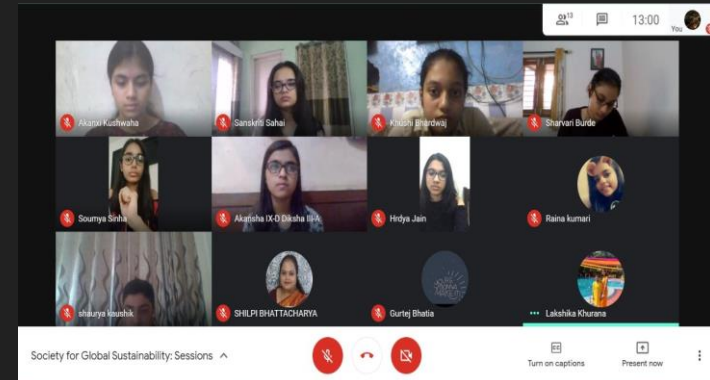 13
13:00
You
Akanxi Kushwaha
Sanskriti Sahai
Khushi Bhardwaj
Sharvari Burde
Soumya Sinha
Akansha IX-D Diksha III-A
Hrdya Jain
Raina kumari
shaurya kaushik
SHILPI BHATTACHARYA
Gurtej Bhatia
Lakshika Khurana
Society for Global Sustainability: Sessions
Turn on captions
Present now